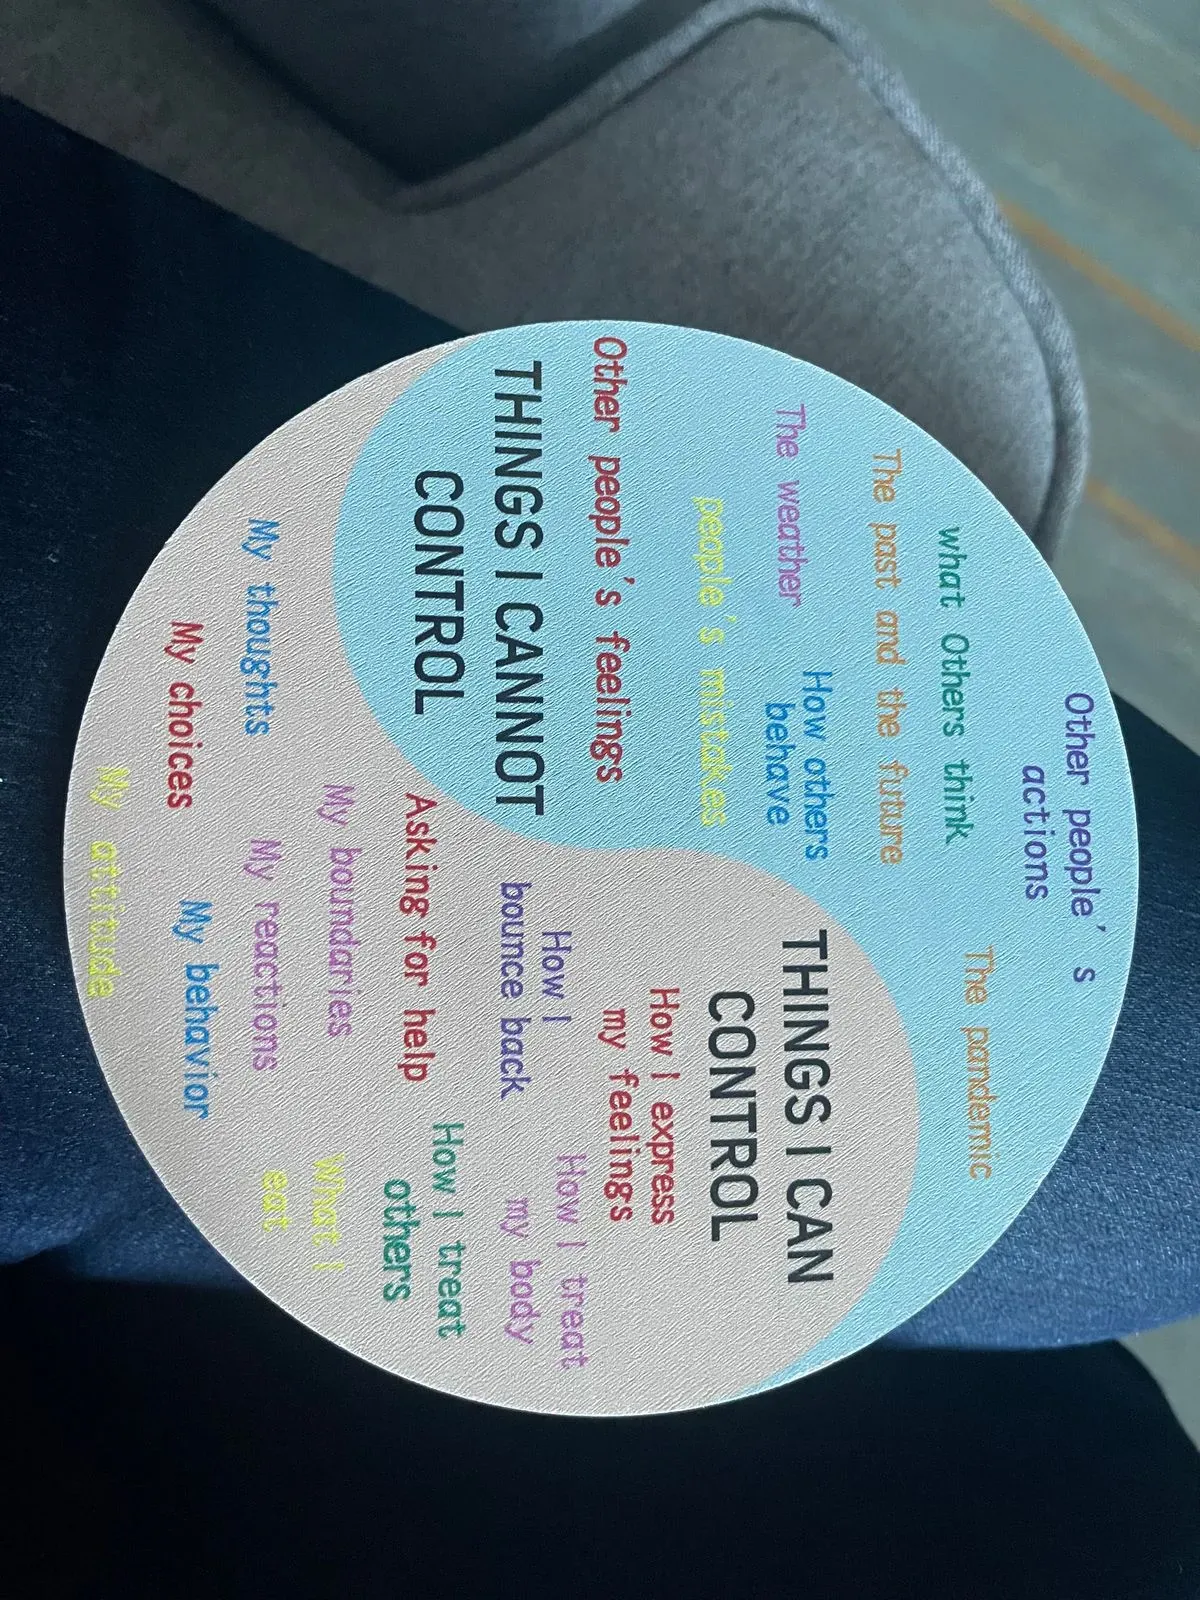 Other people's
actions
The pandemic
what Others think
The past and the future
How others
behave
The weather
people's mistakes
Other people's feelings
THINGS I CANNOT
CONTROL
THINGS I CAN
CONTROL
How I express
my feelings
How I
bounce back
How I treat
my body
Asking for help
How I treat
others
My boundaries
What I
eat
My thoughts
My reactions
My choices
My behavior
My attitude